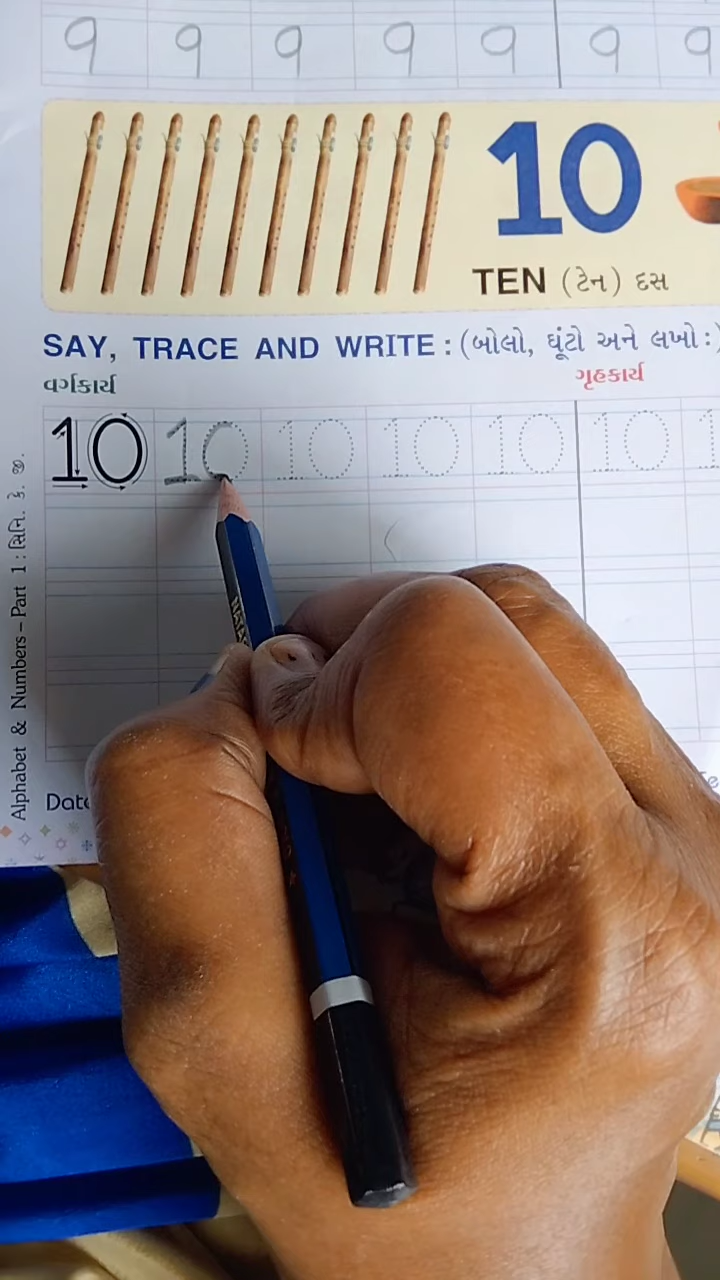 9 9 9 9 9 9 9
10
TEN (ટેન) દસ
SAY, TRACE AND WRITE : (બોલો, ઘૂંટો અને લખો :)
વર્ગકાર્ય ગૃહકાર્ય
10 10 10 10 10 10 1
Alphabet & Numbers – Part 1 : સિનિ. કે. જી.
Date